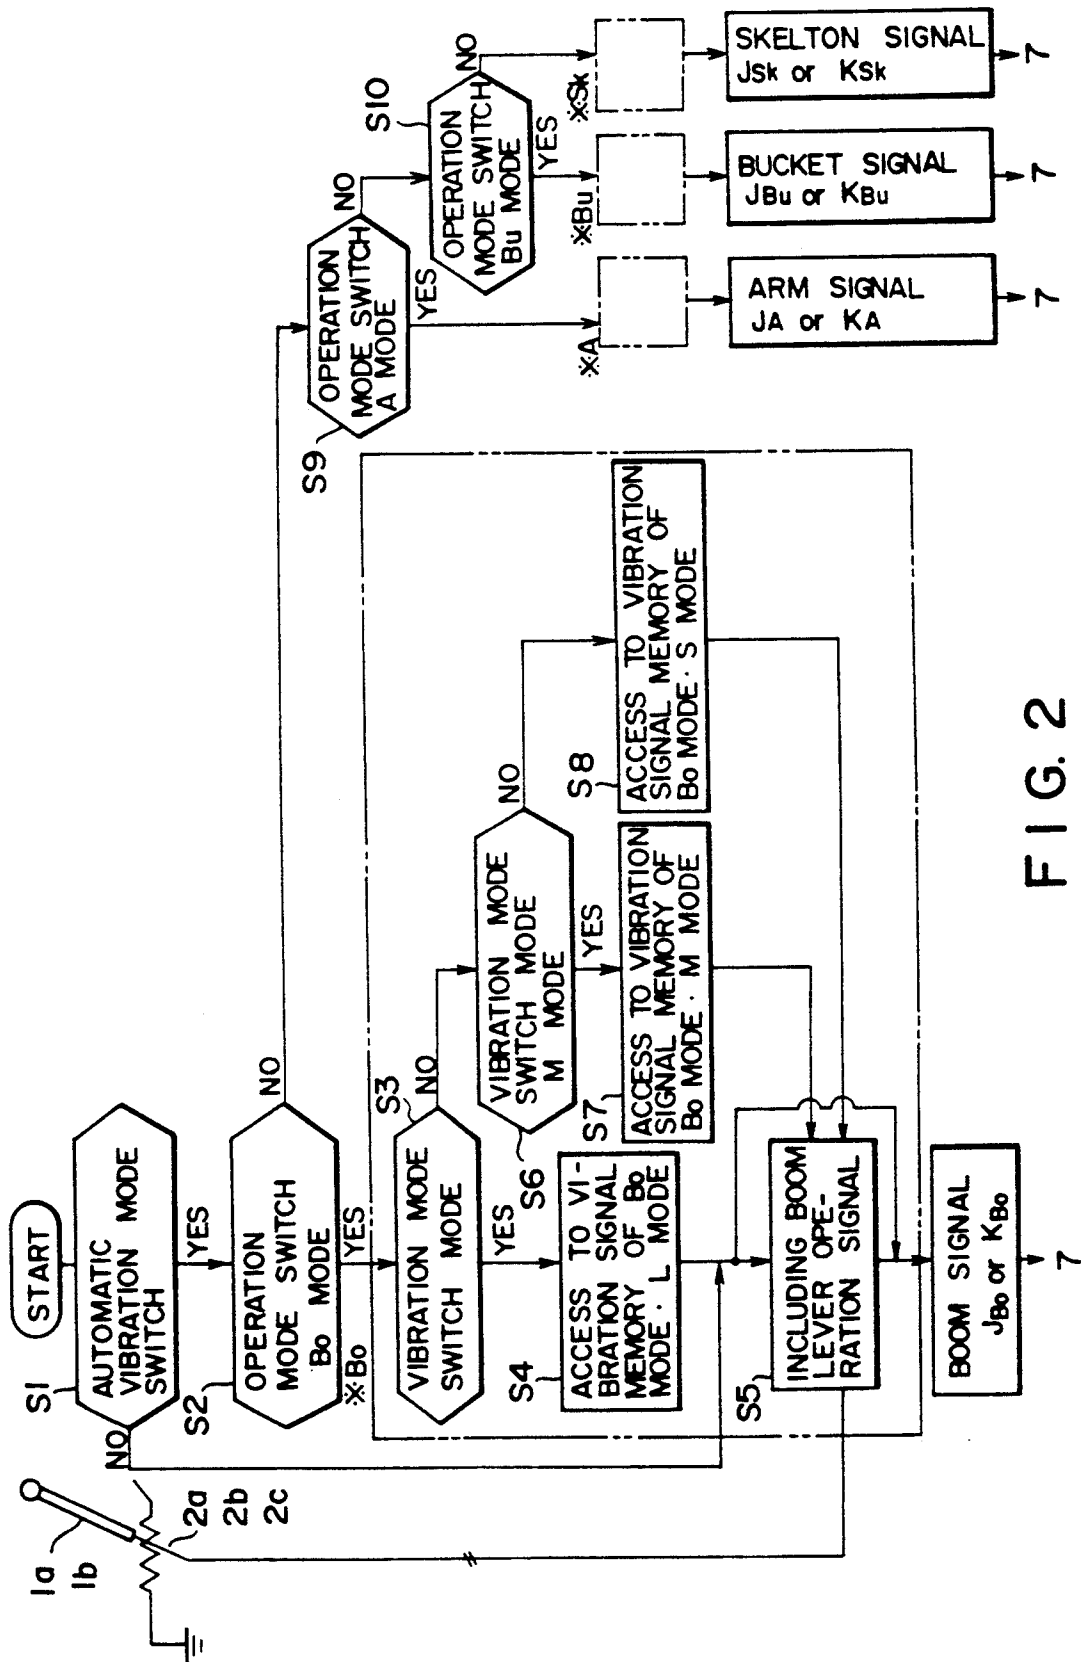 START
S1
AUTOMATIC
VIBRATION MODE
SWITCH
NO
YES
1a
1b
2a
2b
2c
S2
OPERATION
MODE SWITCH
Bo MODE
NO
YES
※Bo
S3
VIBRATION MODE
SWITCH MODE
NO
YES
S4
ACCESS TO VI-
BRATION SIGNAL
MEMORY OF Bo
MODE · L MODE
S5
INCLUDING BOOM
LEVER OPE-
RATION SIGNAL
BOOM SIGNAL
JBo or KBo
7
S6
VIBRATION MODE
SWITCH MODE
M MODE
NO
YES
S7
ACCESS TO VIBRATION
SIGNAL MEMORY OF
Bo MODE · M MODE
S8
ACCESS TO VIBRATION
SIGNAL MEMORY OF
Bo MODE · S MODE
S9
OPERATION
MODE SWITCH
A MODE
NO
YES
※A
ARM SIGNAL
JA or KA
7
S10
OPERATION
MODE SWITCH
Bu MODE
NO
YES
※Bu
BUCKET SIGNAL
JBu or KBu
7
※Sk
SKELTON SIGNAL
JSk or KSk
7
FIG. 2